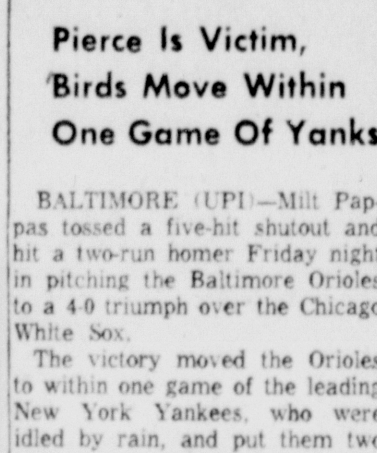 Pierce Is Victim,
'Birds Move Within
One Game Of Yanks
BALTIMORE (UPI)—Milt Pap-
pas tossed a five-hit shutout and
hit a two-run homer Friday night
in pitching the Baltimore Orioles
to a 4-0 triumph over the Chicago
White Sox.
The victory moved the Orioles
to within one game of the leading
New York Yankees, who were
idled by rain, and put them two